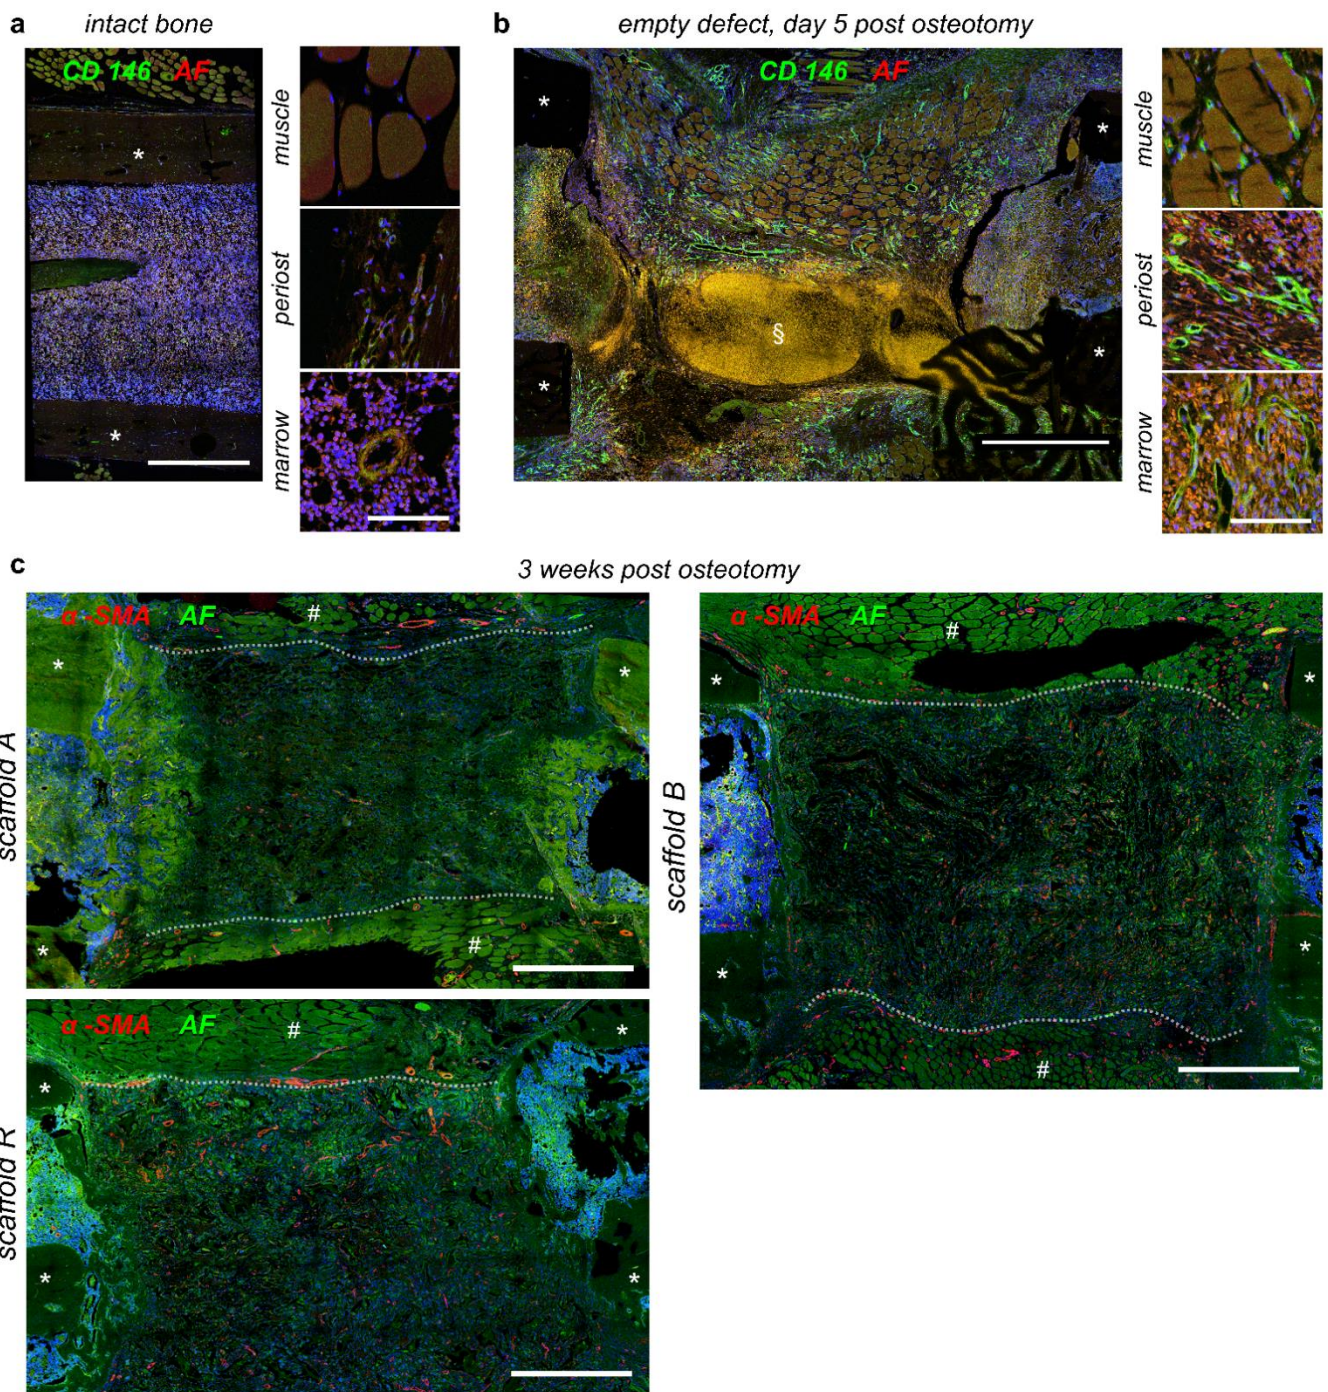 a intact bone
CD 146 AF
*
*
muscle
periost
marrow
b empty defect, day 5 post osteotomy
CD 146 AF
*
*
§
*
*
muscle
periost
marrow
c
3 weeks post osteotomy
scaffold A
α -SMA AF
#
*
*
*
#
scaffold B
α -SMA AF
#
*
*
*
*
#
scaffold R
α -SMA AF
#
*
*
*
*